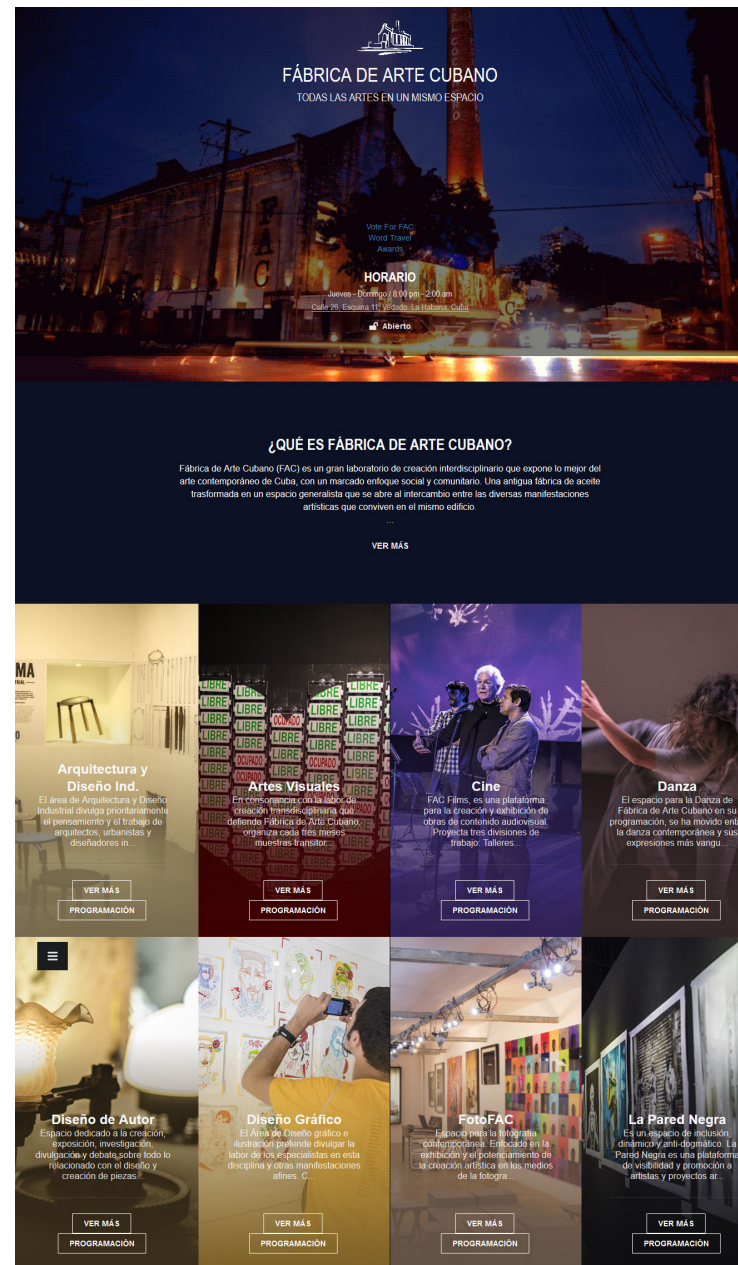 FÁBRICA DE ARTE CUBANO
TODAS LAS ARTES EN UN MISMO ESPACIO
FAC
Vote For FAC:
Word Travel
Awards
HORARIO
Jueves - Domingo / 8:00 pm - 2:00 am
Calle 26, Esquina 11, Vedado, La Habana, Cuba
Abierto
¿QUÉ ES FÁBRICA DE ARTE CUBANO?
Fábrica de Arte Cubano (FAC) es un gran laboratorio de creación interdisciplinario que expone lo mejor del
arte contemporáneo de Cuba, con un marcado enfoque social y comunitario. Una antigua fábrica de aceite
trasformada en un espacio generalista que se abre al intercambio entre las diversas manifestaciones
artísticas que conviven en el mismo edificio.
...
VER MÁS
Arquitectura y
Diseño Ind.
El área de Arquitectura y Diseño
Industrial divulga prioritariamente
el pensamiento y el trabajo de
arquitectos, urbanistas y
diseñadores in...
VER MÁS
PROGRAMACIÓN
LIBRE
OCUPADO
Artes Visuales
En consonancia con la labor de
creación transdisciplinaria que
defiende Fábrica de Arte Cubano,
organiza cada tres meses
muestras transitor...
VER MÁS
PROGRAMACIÓN
Cine
FAC Films, es una plataforma
para la creación y exhibición de
obras de contenido audiovisual.
Proyecta tres divisiones de
trabajo: Talleres...
VER MÁS
PROGRAMACIÓN
Danza
El espacio para la Danza de
Fábrica de Arte Cubano en su
programación, se ha movido ent
la danza contemporánea y sus
expresiones más vangu...
VER MÁS
PROGRAMACIÓN
Diseño de Autor
Espacio dedicado a la creación,
exposición, investigación,
divulgación y debate sobre todo lo
relacionado con el diseño y
creación de piezas...
VER MÁS
PROGRAMACIÓN
Diseño Gráfico
El Área de Diseño gráfico e
ilustración pretende divulgar la
labor de los especialistas en esta
disciplina y otras manifestaciones
afines. C...
VER MÁS
PROGRAMACIÓN
FotoFAC
Espacio para la fotografía
contemporánea. Enfocado en la
exhibición y el potenciamiento de
la creación artística en los medios
de la fotogra...
VER MÁS
PROGRAMACIÓN
La Pared Negra
Es un espacio de inclusión,
dinámico y anti-dogmático. La
Pared Negra es una plataforma
de visibilidad y promoción a
artistas y proyectos ar...
VER MÁS
PROGRAMACIÓN